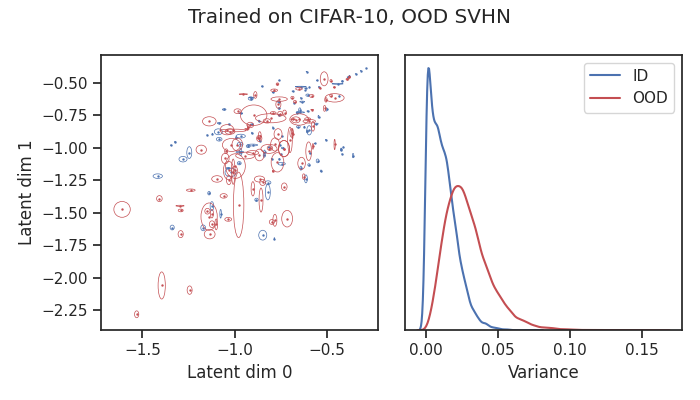 Trained on CIFAR-10, OOD SVHN
−0.50
−0.75
−1.00
−1.25
−1.50
−1.75
−2.00
−2.25
Latent dim 1
−1.5
−1.0
−0.5
Latent dim 0
ID
OOD
0.00
0.05
0.10
0.15
Variance